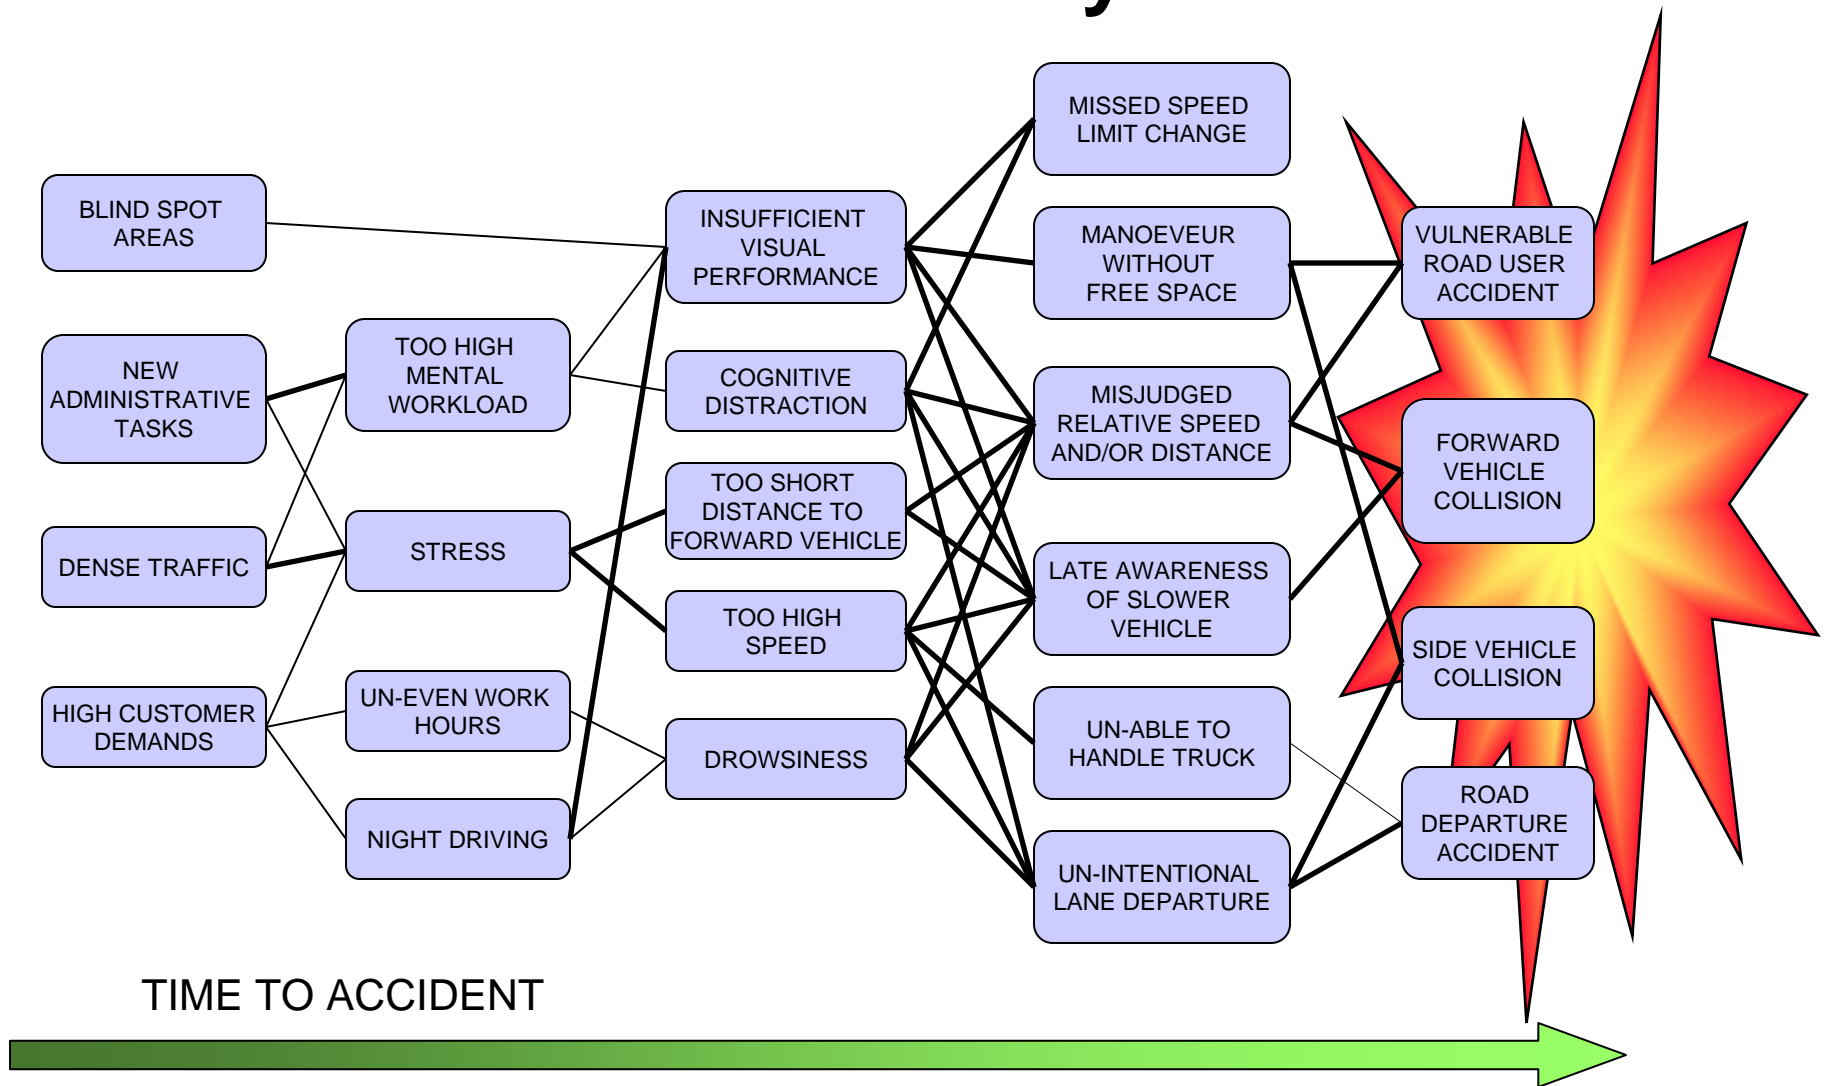 BLIND SPOT
AREAS
NEW
ADMINISTRATIVE
TASKS
DENSE TRAFFIC
HIGH CUSTOMER
DEMANDS
TOO HIGH
MENTAL
WORKLOAD
STRESS
UN-EVEN WORK
HOURS
NIGHT DRIVING
INSUFFICIENT
VISUAL
PERFORMANCE
COGNITIVE
DISTRACTION
TOO SHORT
DISTANCE TO
FORWARD VEHICLE
TOO HIGH
SPEED
DROWSINESS
MISSED SPEED
LIMIT CHANGE
MANOEVEUR
WITHOUT
FREE SPACE
MISJUDGED
RELATIVE SPEED
AND/OR DISTANCE
LATE AWARENESS
OF SLOWER
VEHICLE
UN-ABLE TO
HANDLE TRUCK
UN-INTENTIONAL
LANE DEPARTURE
VULNERABLE
ROAD USER
ACCIDENT
FORWARD
VEHICLE
COLLISION
SIDE VEHICLE
COLLISION
ROAD
DEPARTURE
ACCIDENT
TIME TO ACCIDENT